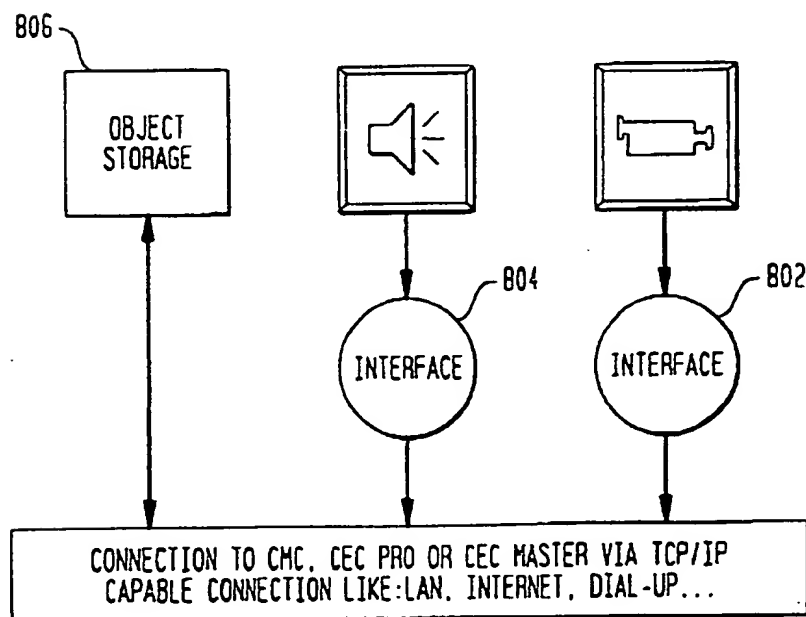 806
OBJECT
STORAGE
804
802
INTERFACE
INTERFACE
CONNECTION TO CMC, CEC PRO OR CEC MASTER VIA TCP/IP
CAPABLE CONNECTION LIKE:LAN, INTERNET, DIAL-UP...